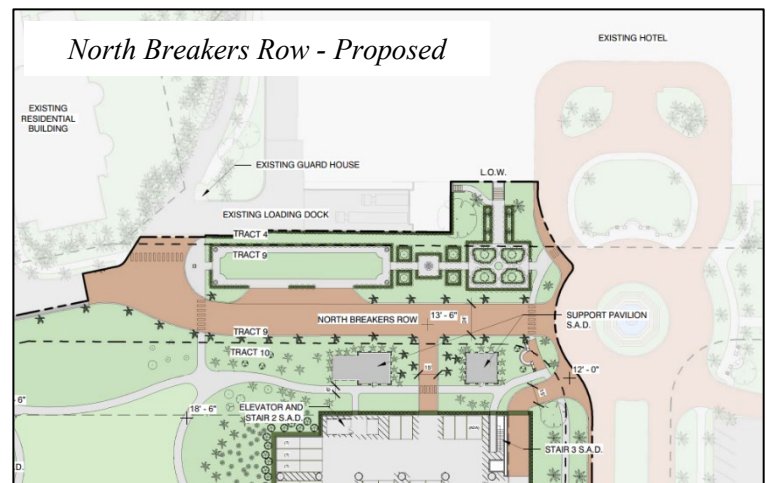 North Breakers Row - Proposed
EXISTING HOTEL
EXISTING
RESIDENTIAL
BUILDING
EXISTING GUARD HOUSE
L.O.W.
EXISTING LOADING DOCK
TRACT 4
TRACT 9
NORTH BREAKERS ROW
13' - 6"
SUPPORT PAVILION
S.A.D.
TRACT 9
TRACT 10
12' - 0"
- 6"
18' - 6"
ELEVATOR AND
STAIR 2 S.A.D.
STAIR 3 S.A.D.
D.